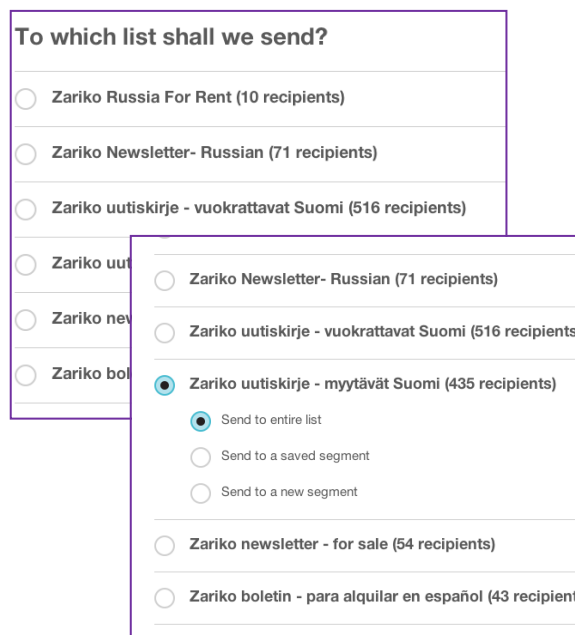 To which list shall we send?
Zariko Russia For Rent (10 recipients)
Zariko Newsletter- Russian (71 recipients)
Zariko uutiskirje - vuokrattavat Suomi (516 recipients)
Zariko
Zariko
Zariko
Zariko Newsletter- Russian (71 recipients)
Zariko uutiskirje - vuokrattavat Suomi (516 recipients
Zariko uutiskirje - myytävät Suomi (435 recipients)
Send to entire list
Send to a saved segment
Send to a new segment
Zariko newsletter - for sale (54 recipients)
Zariko boletin - para alquilar en español (43